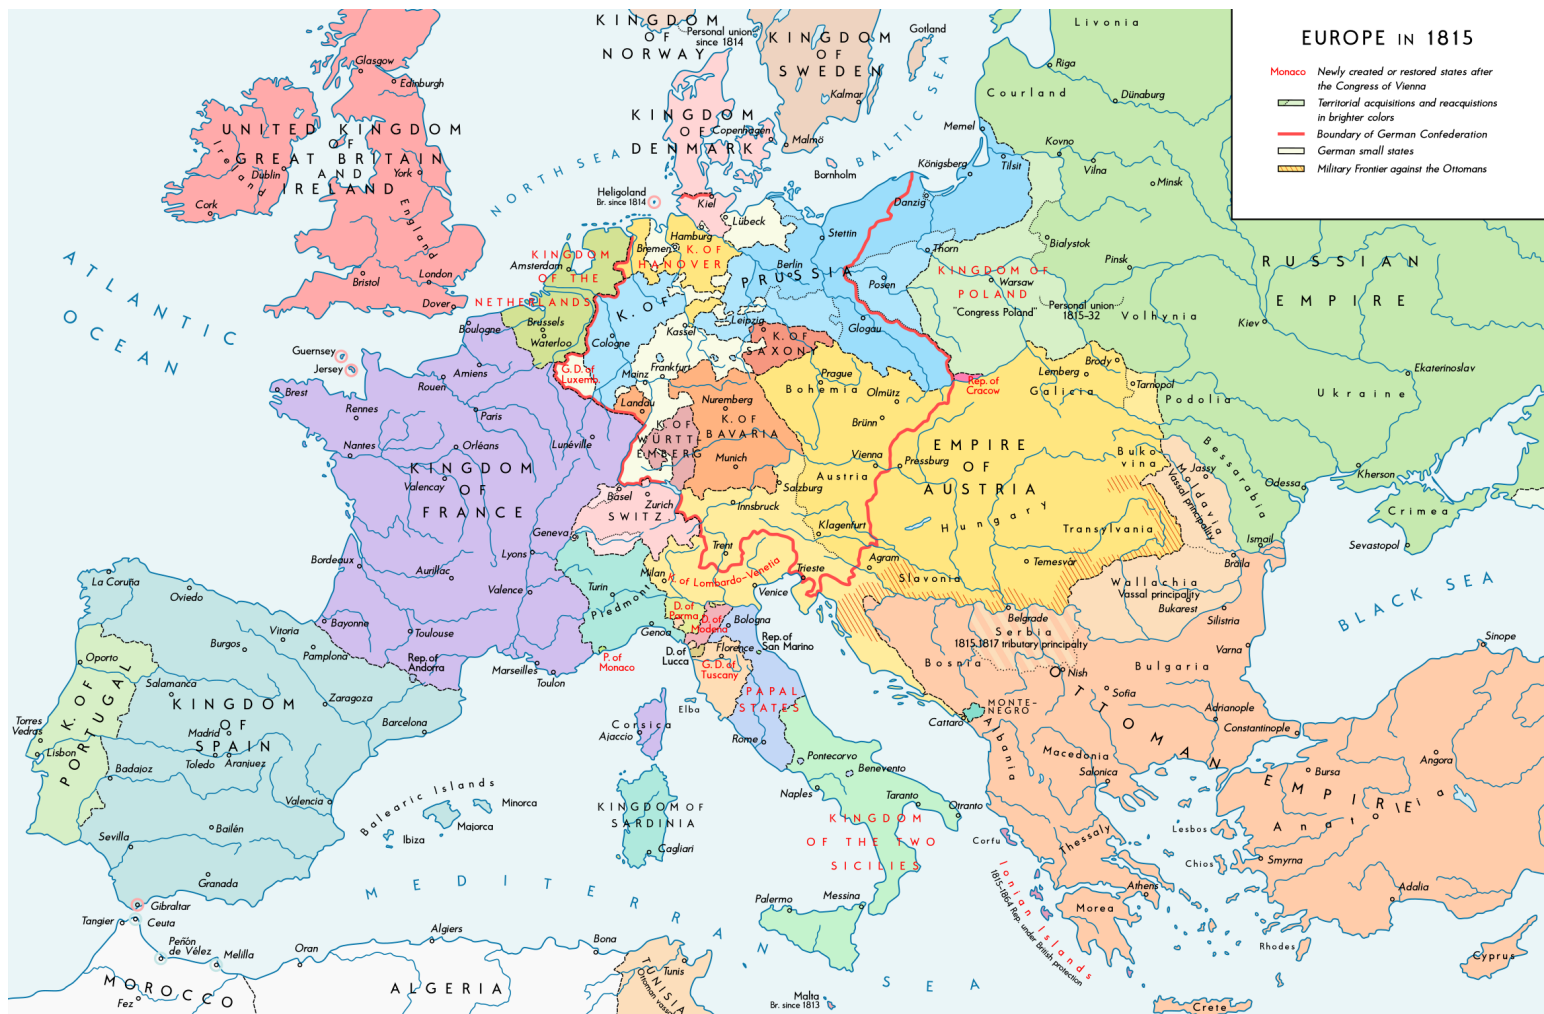 EUROPE IN 1815
Monaco
Newly created or restored states after
the Congress of Vienna
Territorial acquisitions and reacquisitions
in brighter colors
Boundary of German Confederation
German small states
Military Frontier against the Ottomans
KINGDOM
OF
NORWAY
Personal union
since 1814
KINGDOM
OF
SWEDEN
Gotland
Kalmar
Malmö
Livonia
Riga
Courland
Dünaburg
Memel
Kovno
Tilsit
Vilna
Minsk
Königsberg
Glasgow
Edinburgh
UNITED KINGDOM
OF
GREAT BRITAIN
AND
IRELAND
Ireland
Dublin
York
England
Cork
London
Bristol
Dover
NORTH SEA
BALTIC SEA
KINGDOM
OF
DENMARK
Copenhagen
Bornholm
Heligoland
Br. since 1814
Kiel
Lübeck
Danzig
Stettin
Hamburg
Bremen
K. OF
HANOVER
KINGDOM
OF THE
NETHERLANDS
Amsterdam
Brussels
Waterloo
Berlin
K. OF PRUSSIA
Thorn
Posen
Bialystok
Pinsk
KINGDOM OF
POLAND
Warsaw
"Congress Poland"
Personal union
1815-32
Volhynia
RUSSIAN
EMPIRE
Kiev
Ekaterinoslav
Ukraine
Podolia
Kherson
Odessa
Crimea
Sevastopol
Bessarabia
Ismail
ATLANTIC
OCEAN
Guernsey
Jersey
Boulogne
Cologne
Kassel
Leipzig
Glogau
K. OF
SAXONY
G.D. of
Luxemb.
Mainz
Frankfurt
Prague
Bohemia
Olmütz
Brünn
Rep. of
Cracow
Lemberg
Brody
Galicia
Tarnopol
Brest
Rennes
Rouen
Amiens
Paris
Nantes
Orléans
Lunéville
Landau
Nuremberg
K. OF
BAVARIA
K. OF
WÜRTT-
EMBERG
Munich
KINGDOM
OF
FRANCE
Valencay
Basel
Zurich
SWITZ.
Geneva
Salzburg
Innsbruck
Vienna
Pressburg
Austria
EMPIRE
OF
AUSTRIA
Hungary
Buko-
vina
Jassy
Moldavia
Vassal principality
Transylvania
Klagenfurt
Bordeaux
Lyons
Aurillac
Valence
Trent
Trieste
Agram
Slavonia
Temesvár
Braila
Wallachia
Vassal principality
Bukarest
Silistria
BLACK SEA
La Coruña
Oviedo
Bayonne
Toulouse
Turin
Piedmont
Milan
K. of Lombardo-Venetia
Venice
D. of
Parma
D. of
Modena
Bologna
Genoa
D. of
Lucca
Florence
Rep. of
San Marino
G.D. of
Tuscany
P. of
Monaco
Belgrade
Serbia
1815,1817 tributary principalty
Bosnia
Bulgaria
Varna
Sinope
Nish
Sofia
Vitoria
Burgos
Pamplona
Rep. of
Andorra
Marseilles
Toulon
Oporto
Salamanca
K. OF
PORTUGAL
KINGDOM
OF
SPAIN
Zaragoza
Barcelona
Madrid
Toledo
Aranjuez
Torres
Vedras
Lisbon
Badajoz
Valencia
Elba
PAPAL
STATES
Rome
Corsica
Ajaccio
MONTE-
NEGRO
Cattaro
Albania
OTTOMAN
EMPIRE
Adrianople
Constantinople
Macedonia
Salonica
Bursa
Angora
Anatolia
Balearic Islands
Minorca
Majorca
Ibiza
Bailén
Sevilla
Granada
KINGDOM OF
SARDINIA
Cagliari
Pontecorvo
Benevento
Naples
Taranto
Otranto
KINGDOM
OF THE TWO
SICILIES
Corfu
Thessaly
Lesbos
Chios
Smyrna
Athens
Adalia
Morea
Ionian Islands
1815-1864 Rep. under British protection
Rhodes
Cyprus
Crete
Palermo
Messina
MEDITERRANEAN SEA
Gibraltar
Tangier
Ceuta
Peñón
de Vélez
Melilla
Oran
Algiers
Bona
MOROCCO
Fez
ALGERIA
TUNISIA
Tunis
Malta
Br. since 1813